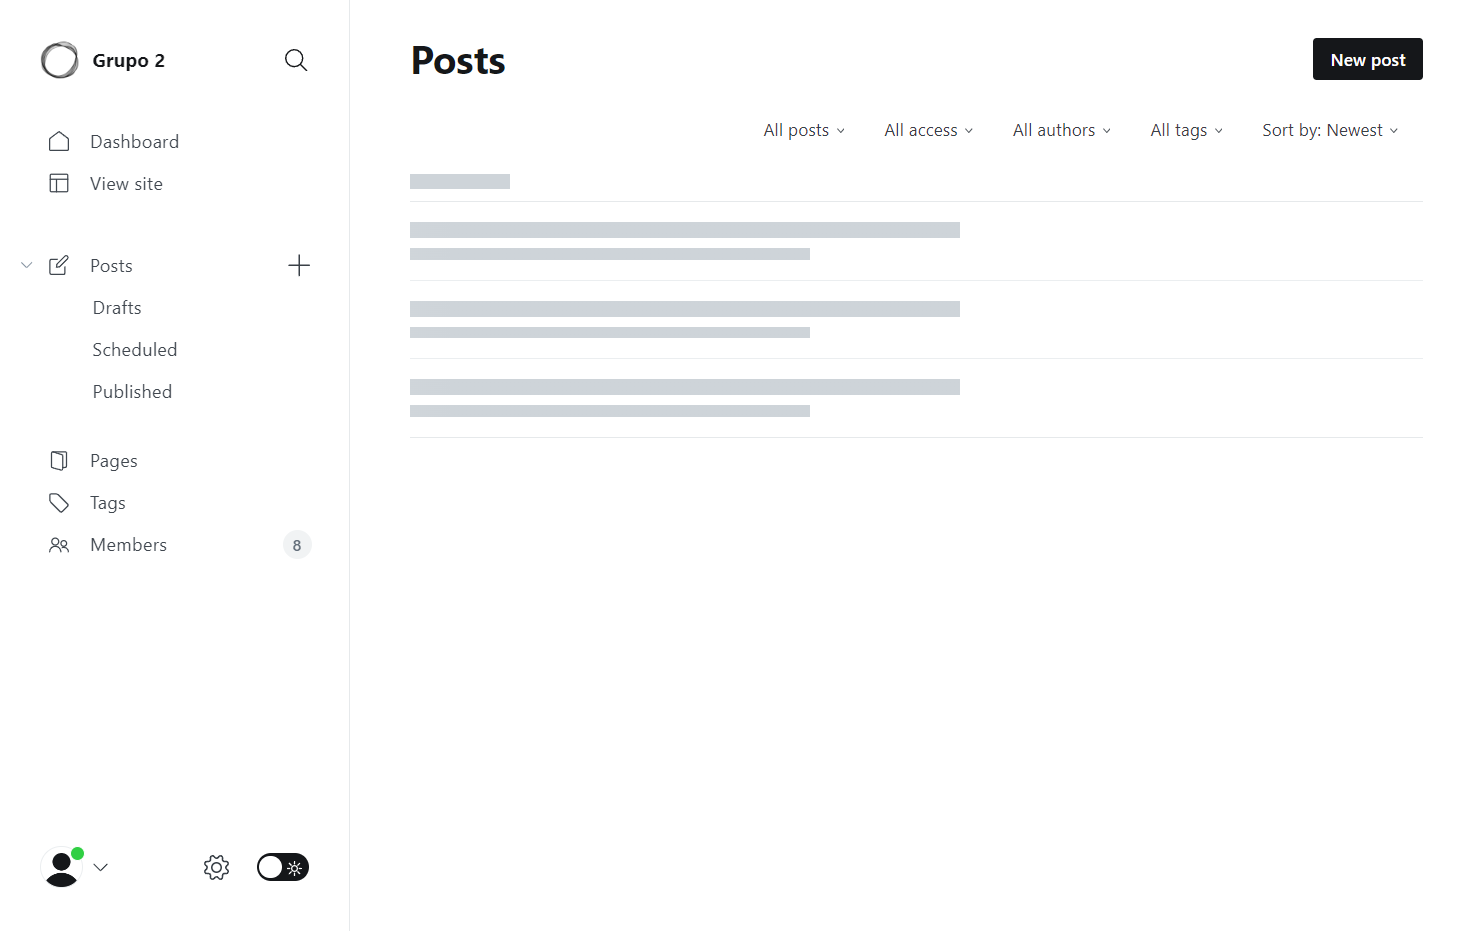 Grupo 2
Dashboard
View site
Posts
Drafts
Scheduled
Published
Pages
Tags
Members 8
Posts
New post
All posts All access All authors All tags Sort by: Newest